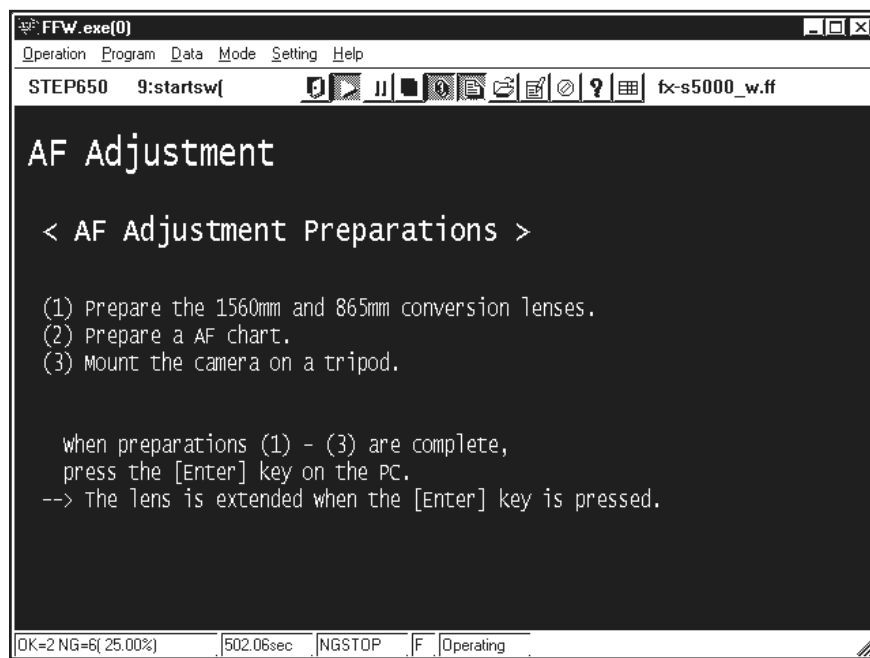 FFW.exe(0)
Operation Program Data Mode Setting Help
STEP650 9:startsw( fx-s5000_w.ff
AF Adjustment
< AF Adjustment Preparations >
(1) Prepare the 1560mm and 865mm conversion lenses.
(2) Prepare a AF chart.
(3) Mount the camera on a tripod.
When preparations (1) - (3) are complete,
press the [Enter] key on the PC.
--> The lens is extended when the [Enter] key is pressed.
OK=2 NG=6( 25.00%) 502.06sec NGSTOP F Operating